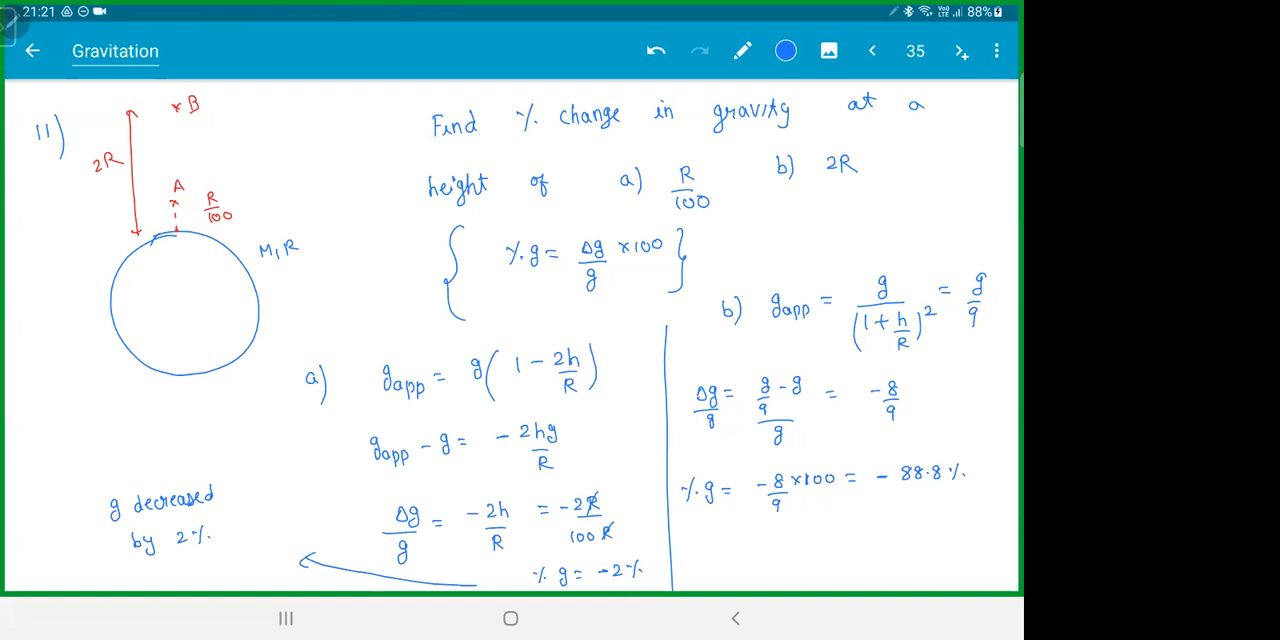 21:21 88%
Gravitation 35
11)
× B
2R
A
×
R/100
M, R
Find % change in gravity at a
height of a) R/100 b) 2R
{ % g = Δg/g × 100 }
a) gapp = g(1 - 2h/R)
gapp - g = - 2hg/R
Δg/g = -2h/R = -2R/100R
% g = -2%
g decreased
by 2%.
b) gapp = g/(1 + h/R)² = g/9
Δg/g = (g/9 - g)/g = -8/9
% g = -8/9 × 100 = - 88.8%